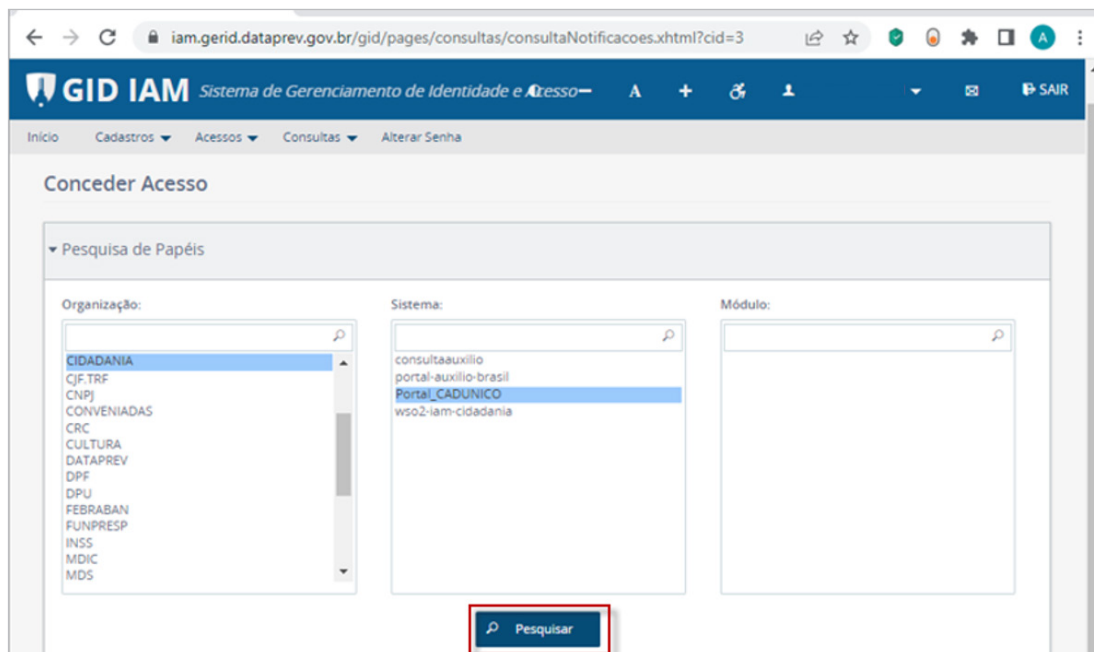 iam.gerid.dataprev.gov.br/gid/pages/consultas/consultaNotificacoes.xhtml?cid=3
A
GID IAM Sistema de Gerenciamento de Identidade e Acesso
A
SAIR
Início Cadastros Acessos Consultas Alterar Senha
Conceder Acesso
Pesquisa de Papéis
Organização:
CIDADANIA
CJF.TRF
CNPJ
CONVENIADAS
CRC
CULTURA
DATAPREV
DPF
DPU
FEBRABAN
FUNPRESP
INSS
MDIC
MDS
Sistema:
consultaauxilio
portal-auxilio-brasil
Portal_CADUNICO
wso2-iam-cidadania
Módulo:
Pesquisar